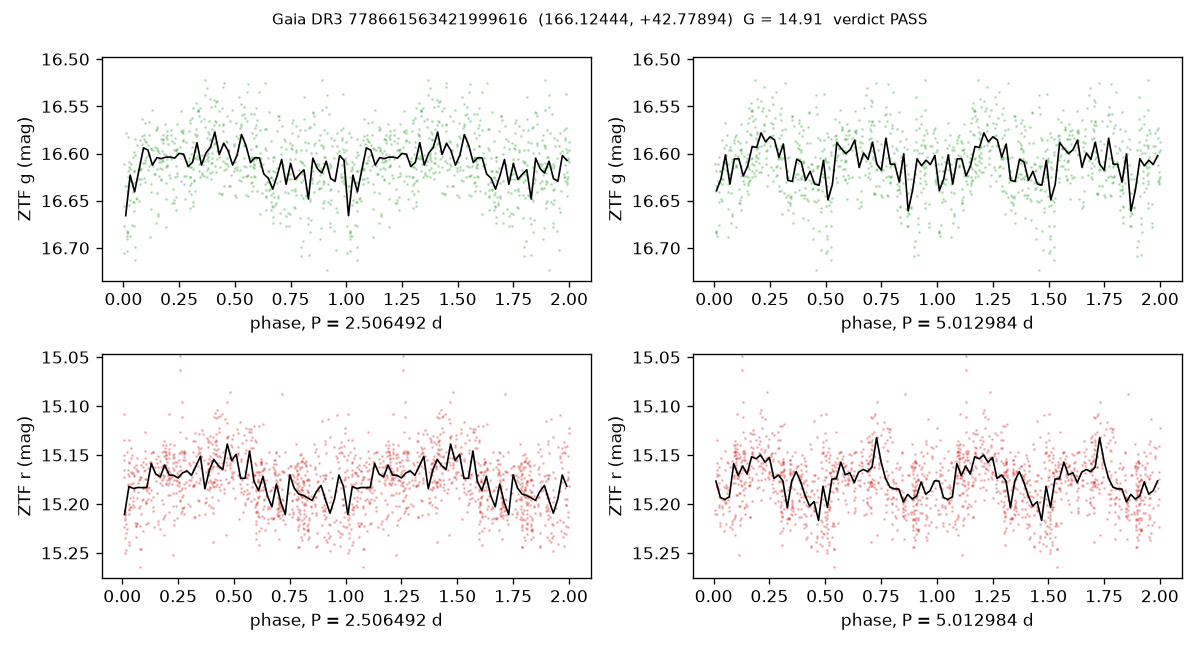 Gaia DR3 778661563421999616  (166.12444, +42.77894)  G = 14.91  verdict PASS
16.50
16.55
16.60
16.65
16.70
ZTF g (mag)
0.00 0.25 0.50 0.75 1.00 1.25 1.50 1.75 2.00
phase, P = 2.506492 d
16.50
16.55
16.60
16.65
16.70
ZTF g (mag)
0.00 0.25 0.50 0.75 1.00 1.25 1.50 1.75 2.00
phase, P = 5.012984 d
15.05
15.10
15.15
15.20
15.25
ZTF r (mag)
0.00 0.25 0.50 0.75 1.00 1.25 1.50 1.75 2.00
phase, P = 2.506492 d
15.05
15.10
15.15
15.20
15.25
ZTF r (mag)
0.00 0.25 0.50 0.75 1.00 1.25 1.50 1.75 2.00
phase, P = 5.012984 d